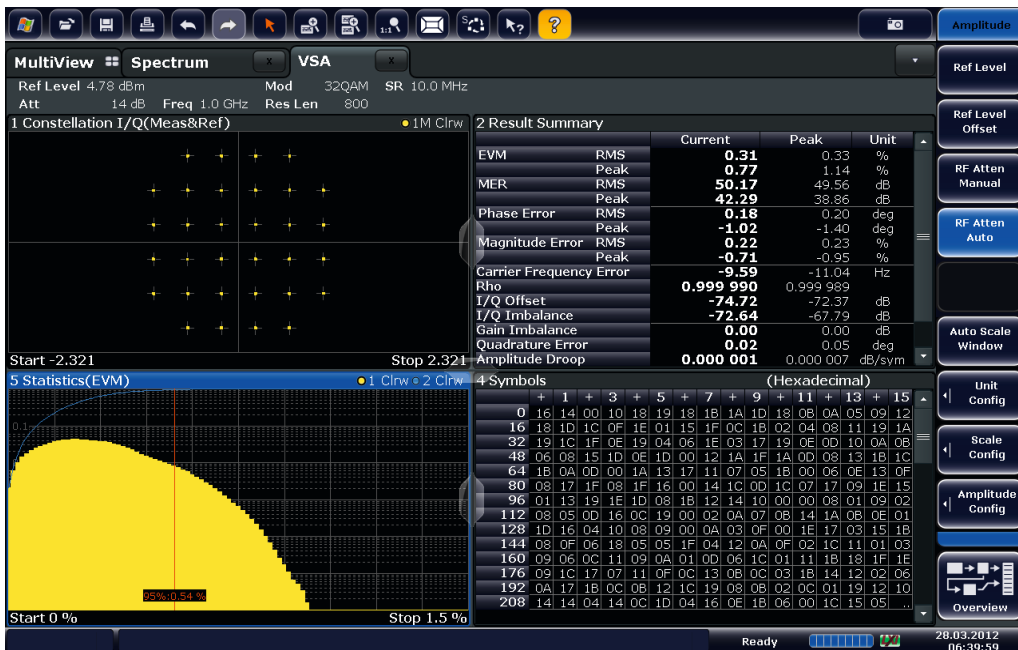 S
1:1
?
?
Amplitude
MultiView Spectrum x VSA x
Ref Level 4.78 dBm Mod 32QAM SR 10.0 MHz
Att 14 dB Freq 1.0 GHz Res Len 800
1 Constellation I/Q(Meas&Ref) 1M Clrw
Start -2.321 Stop 2.321
2 Result Summary
Current Peak Unit
EVM RMS 0.31 0.33 %
Peak 0.77 1.14 %
MER RMS 50.17 49.56 dB
Peak 42.29 38.86 dB
Phase Error RMS 0.18 0.20 deg
Peak -1.02 -1.40 deg
Magnitude Error RMS 0.22 0.23 %
Peak -0.71 -0.95 %
Carrier Frequency Error -9.59 -11.04 Hz
Rho 0.999 990 0.999 989
I/Q Offset -74.72 -72.37 dB
I/Q Imbalance -72.64 -67.79 dB
Gain Imbalance 0.00 0.00 dB
Quadrature Error 0.02 0.05 deg
Amplitude Droop 0.000 001 0.000 007 dB/sym
5 Statistics(EVM) 1 Clrw 2 Clrw
0.1
95%:0.54 %
Start 0 % Stop 1.5 %
4 Symbols (Hexadecimal)
+ 1 + 3 + 5 + 7 + 9 + 11 + 13 + 15
0 16 14 00 10 18 19 18 1B 1A 1D 18 0B 0A 05 09 12
16 18 1D 1C 0F 1E 01 15 1F 0C 1B 02 04 08 11 19 1A
32 19 1C 1F 0E 19 04 06 1E 03 17 19 0E 0D 10 0A 0B
48 06 08 15 1D 0E 1D 00 12 1A 1F 1A 0D 08 13 1B 1C
64 1B 0A 0D 00 1A 13 17 11 07 05 1B 00 06 0E 13 0F
80 08 17 1F 08 1F 16 00 14 1C 0D 1C 07 17 09 1E 15
96 01 13 19 1E 1D 08 1B 12 14 10 00 00 08 01 09 02
112 08 05 0D 16 0C 19 00 02 0A 07 0B 14 1A 0B 0E 01
128 1D 16 04 10 08 09 00 0A 03 0F 00 1E 17 03 15 1B
144 08 0F 06 18 05 05 1F 04 12 0A 0F 02 1C 11 01 03
160 09 06 0C 11 09 0A 01 0D 06 1C 01 11 1B 18 1F 1E
176 09 1C 17 07 11 0F 0C 13 0B 0C 03 1B 14 12 02 06
192 0A 17 1B 0C 0B 12 1C 19 08 0B 02 0C 01 19 12 10
208 14 14 04 14 0C 1D 04 16 0E 1B 06 00 1C 15 05 ..
Ref Level
Ref Level
Offset
RF Atten
Manual
RF Atten
Auto
Auto Scale
Window
Unit
Config
Scale
Config
Amplitude
Config
Overview
Ready
28.03.2012
06:39:59